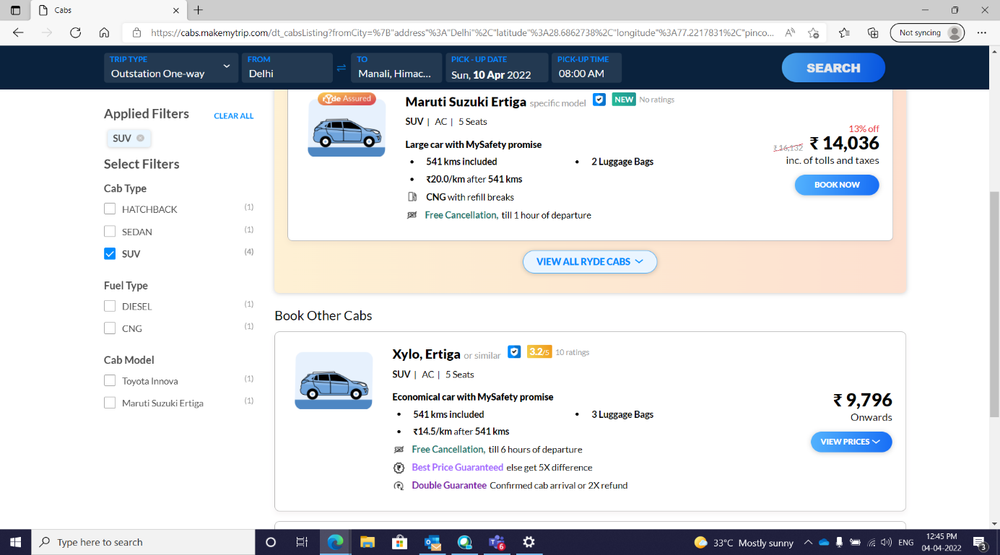 Cabs
https://cabs.makemytrip.com/dt_cabsListing?fromCity=%7B"address"%3A"Delhi"%2C"latitude"%3A28.6862738%2C"longitude"%3A77.2217831%2C"pinco...
Not syncing
TRIP TYPE
Outstation One-way
FROM
Delhi
TO
Manali, Himac...
PICK - UP DATE
Sun, 10 Apr 2022
PICK-UP TIME
08:00 AM
SEARCH
Applied Filters CLEAR ALL
SUV
Select Filters
Cab Type
HATCHBACK (1)
SEDAN (1)
SUV (4)
Fuel Type
DIESEL (1)
CNG (1)
Cab Model
Toyota Innova (1)
Maruti Suzuki Ertiga (1)
rYde Assured
Maruti Suzuki Ertiga specific model NEW No ratings
SUV | AC | 5 Seats
Large car with MySafety promise
• 541 kms included • 2 Luggage Bags
• ₹20.0/km after 541 kms
CNG with refill breaks
Free Cancellation, till 1 hour of departure
13% off
₹ 16,132 ₹ 14,036
inc. of tolls and taxes
BOOK NOW
VIEW ALL RYDE CABS
Book Other Cabs
Xylo, Ertiga or similar 3.2/5 10 ratings
SUV | AC | 5 Seats
Economical car with MySafety promise
• 541 kms included • 3 Luggage Bags
• ₹14.5/km after 541 kms
Free Cancellation, till 6 hours of departure
Best Price Guaranteed else get 5X difference
Double Guarantee Confirmed cab arrival or 2X refund
₹ 9,796
Onwards
VIEW PRICES
Type here to search
6
33°C Mostly sunny
ENG
12:45 PM
04-04-2022
3